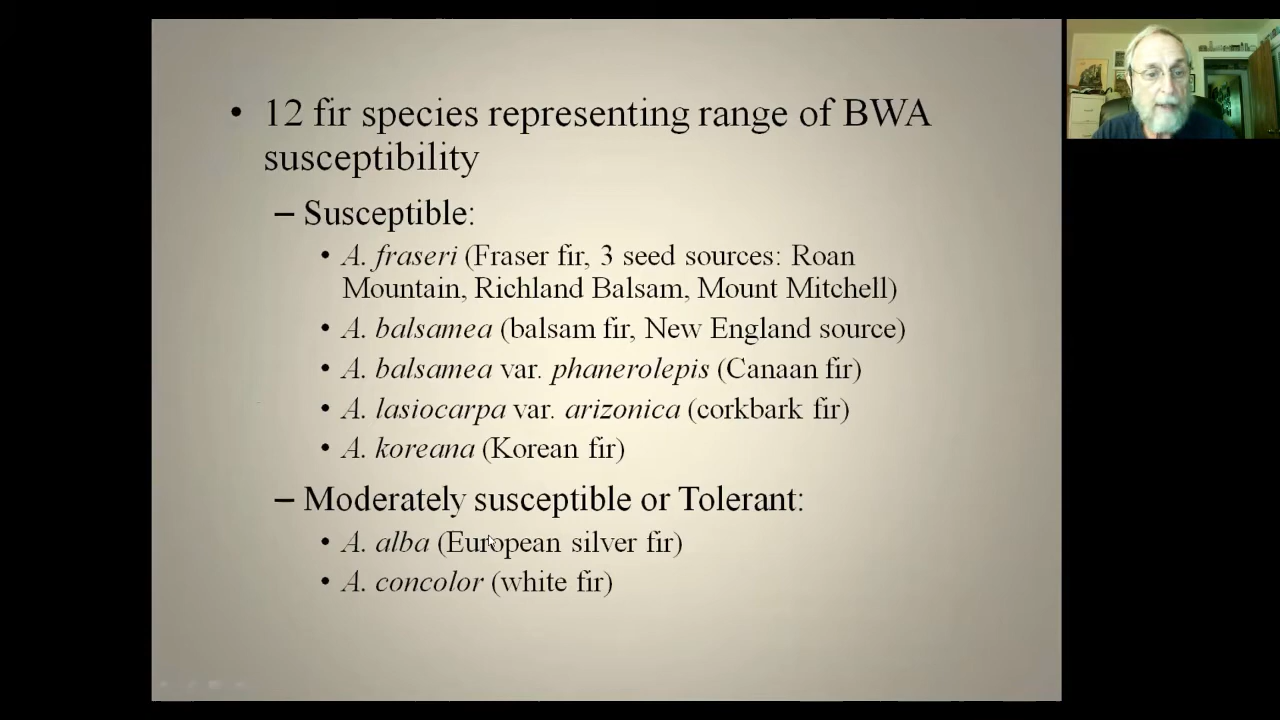 • 12 fir species representing range of BWA
susceptibility
– Susceptible:
• A. fraseri (Fraser fir, 3 seed sources: Roan
Mountain, Richland Balsam, Mount Mitchell)
• A. balsamea (balsam fir, New England source)
• A. balsamea var. phanerolepis (Canaan fir)
• A. lasiocarpa var. arizonica (corkbark fir)
• A. koreana (Korean fir)
– Moderately susceptible or Tolerant:
• A. alba (European silver fir)
• A. concolor (white fir)